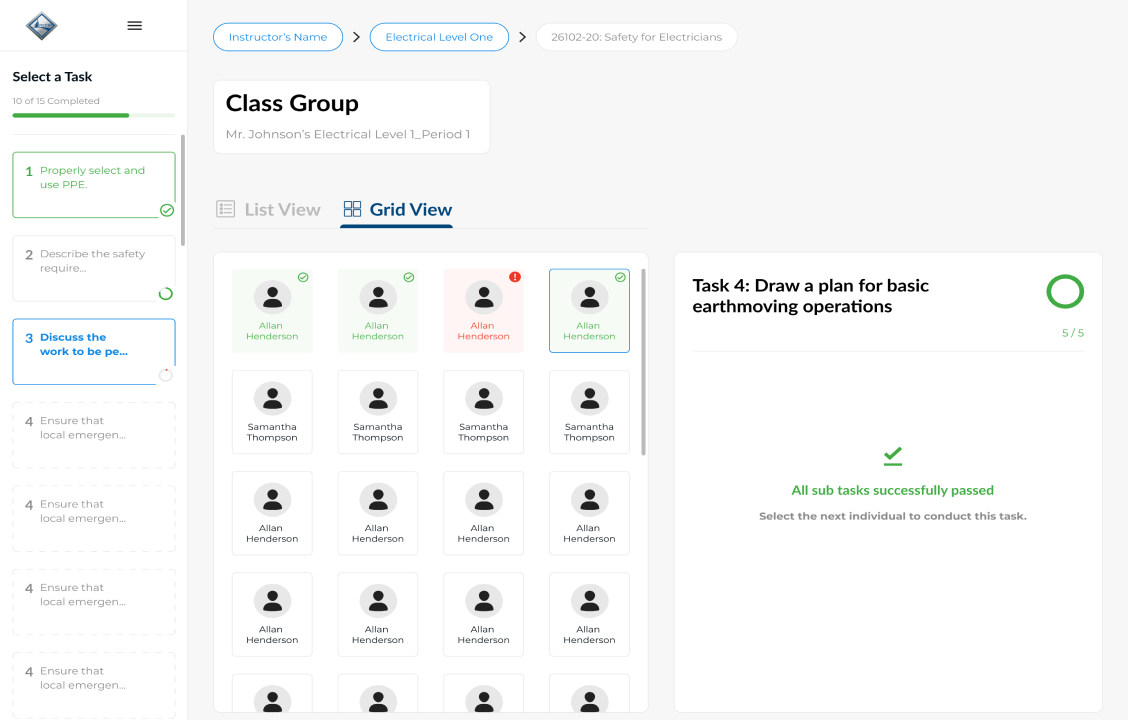 Instructor's Name
Electrical Level One
26102-20: Safety for Electricians
Select a Task
10 of 15 Completed
1 Properly select and
use PPE.
2 Describe the safety
require...
3 Discuss the
work to be pe...
4 Ensure that
local emergen...
4 Ensure that
local emergen...
4 Ensure that
local emergen...
4 Ensure that
local emergen...
Class Group
Mr. Johnson's Electrical Level 1_Period 1
List View
Grid View
Allan
Henderson
Allan
Henderson
Allan
Henderson
Allan
Henderson
Samantha
Thompson
Samantha
Thompson
Samantha
Thompson
Samantha
Thompson
Allan
Henderson
Allan
Henderson
Allan
Henderson
Allan
Henderson
Allan
Henderson
Allan
Henderson
Allan
Henderson
Allan
Henderson
Task 4: Draw a plan for basic
earthmoving operations
5 / 5
All sub tasks successfully passed
Select the next individual to conduct this task.